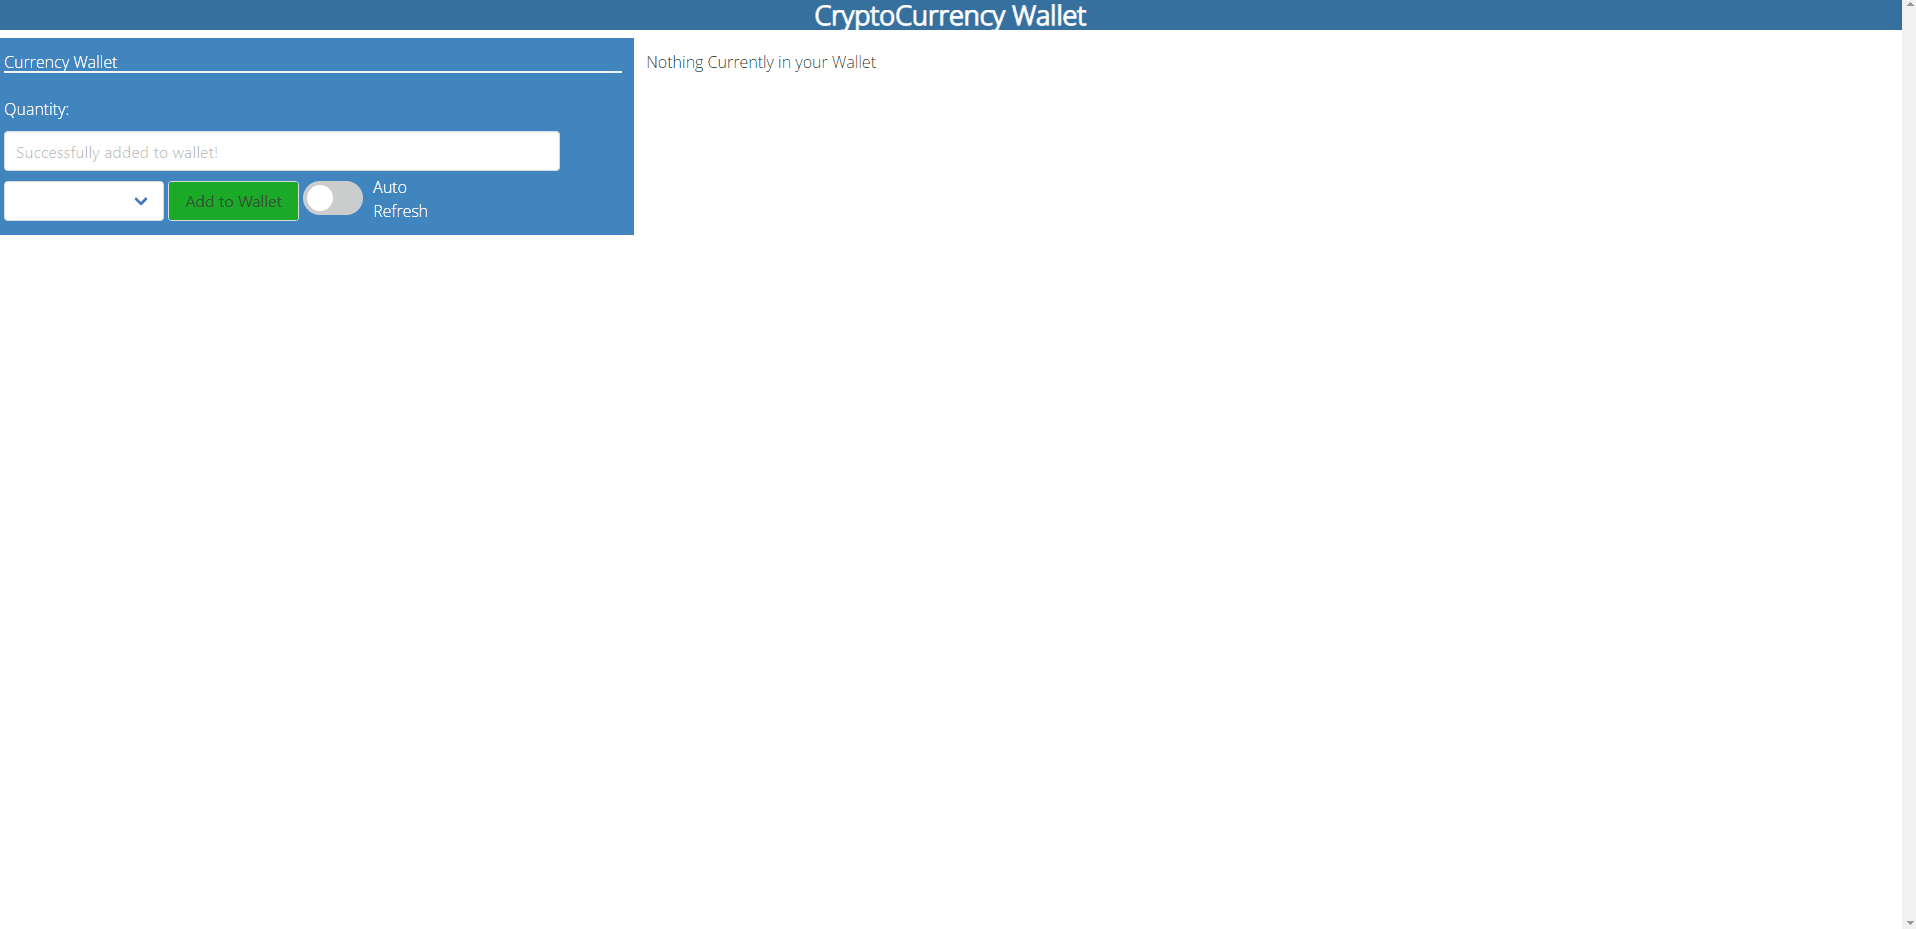 CryptoCurrency Wallet
Currency Wallet
Nothing Currently in your Wallet
Quantity:
Successfully added to wallet!
Add to Wallet
Auto
Refresh